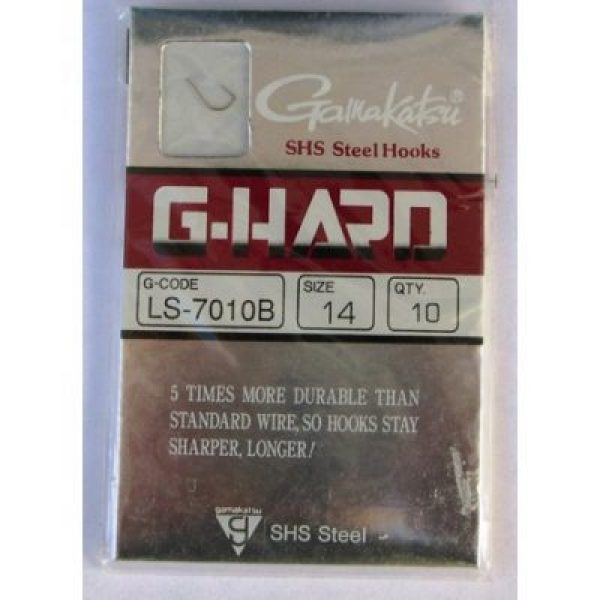 Gamakatsu®
SHS Steel Hooks
G-HARD
G-CODE
LS-7010B
SIZE
14
QTY.
10
5 TIMES MORE DURABLE THAN
STANDARD WIRE, SO HOOKS STAY
SHARPER, LONGER!
gamakatsu
G
SHS Steel